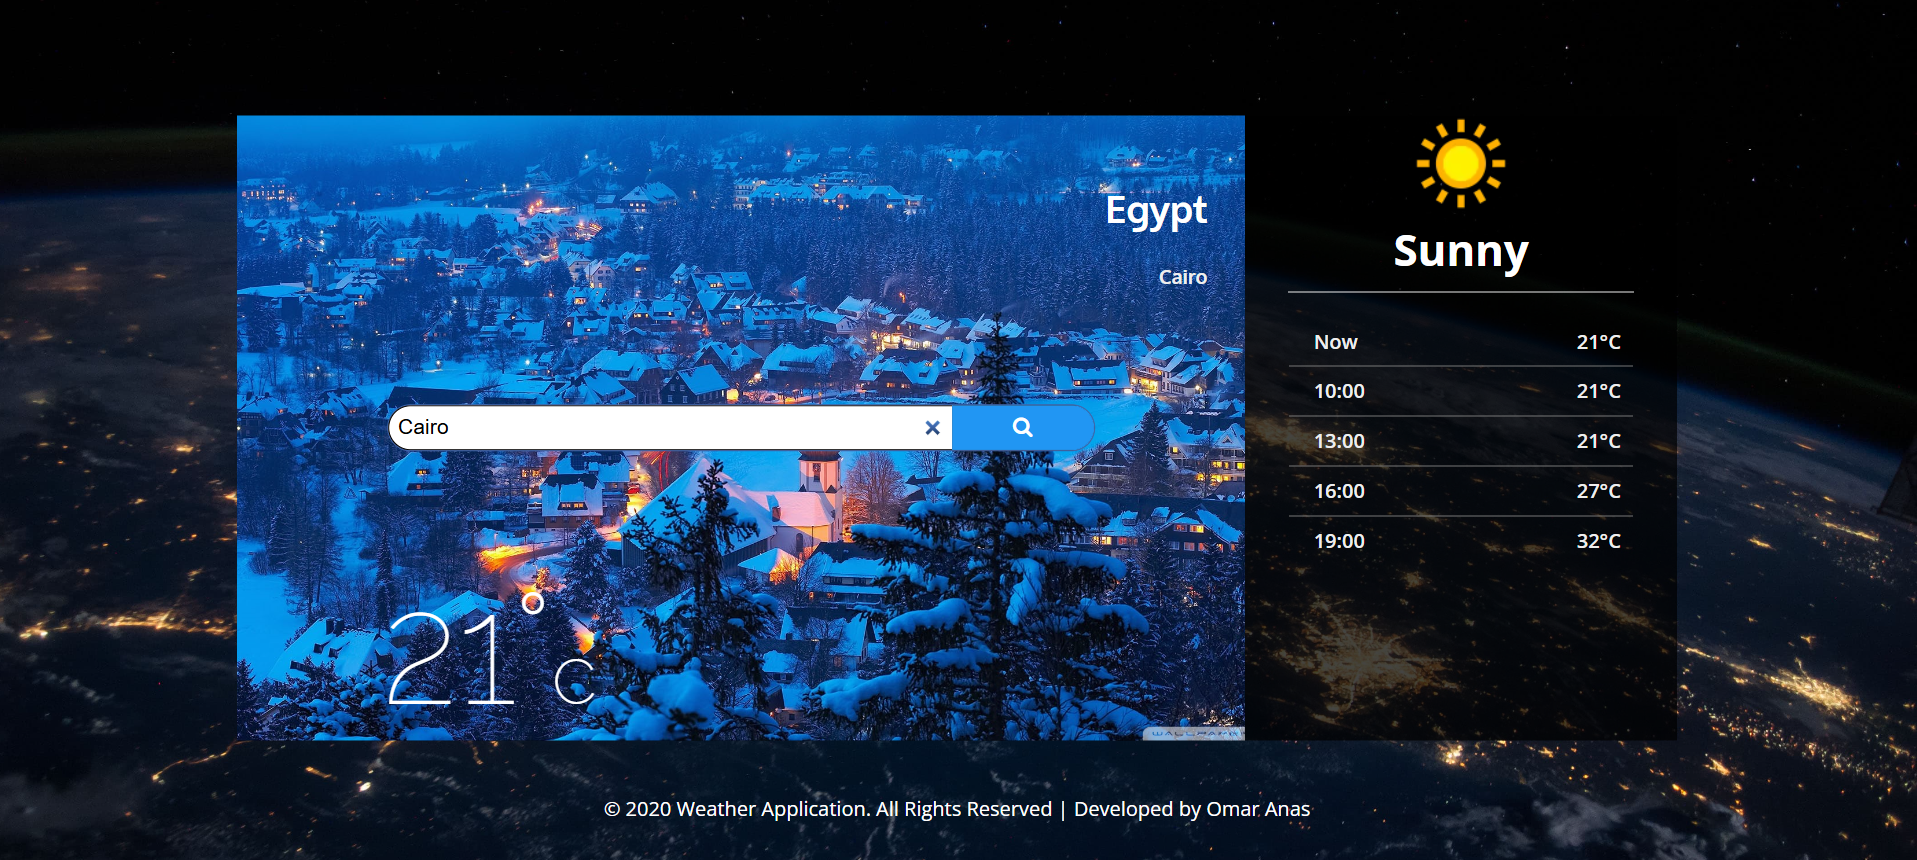 Egypt
Cairo
Cairo
21° C
Sunny
Now 21°C
10:00 21°C
13:00 21°C
16:00 27°C
19:00 32°C
© 2020 Weather Application. All Rights Reserved | Developed by Omar Anas